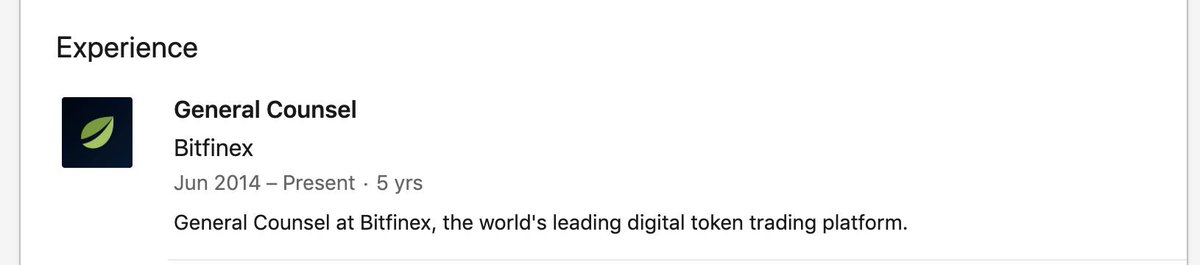 Experience
General Counsel
Bitfinex
Jun 2014 – Present · 5 yrs
General Counsel at Bitfinex, the world's leading digital token trading platform.